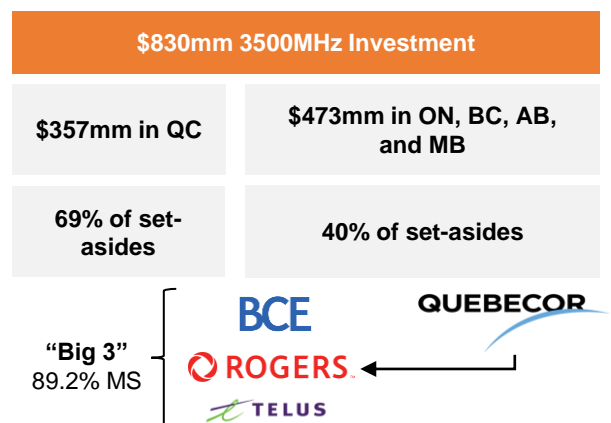 $830mm 3500MHz Investment
$357mm in QC
$473mm in ON, BC, AB,
and MB
69% of set-
asides
40% of set-asides
BCE
QUEBECOR
“Big 3”
89.2% MS
ROGERS™
TELUS